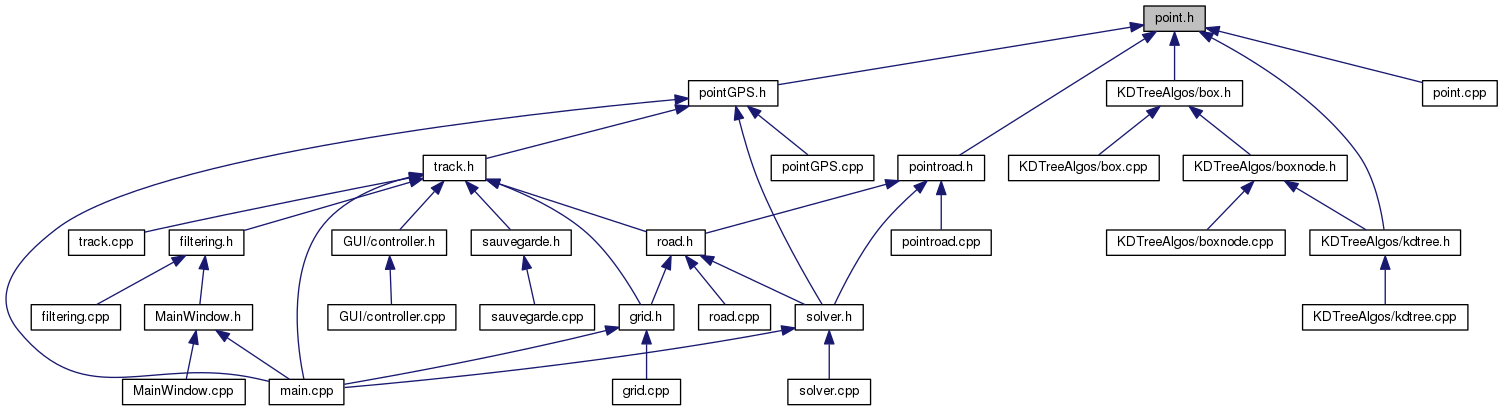 point.h
pointGPS.h
KDTreeAlgos/box.h
point.cpp
track.h
pointGPS.cpp
pointroad.h
KDTreeAlgos/box.cpp
KDTreeAlgos/boxnode.h
track.cpp
filtering.h
GUI/controller.h
sauvegarde.h
road.h
pointroad.cpp
KDTreeAlgos/boxnode.cpp
KDTreeAlgos/kdtree.h
filtering.cpp
MainWindow.h
GUI/controller.cpp
sauvegarde.cpp
grid.h
road.cpp
solver.h
KDTreeAlgos/kdtree.cpp
MainWindow.cpp
main.cpp
grid.cpp
solver.cpp